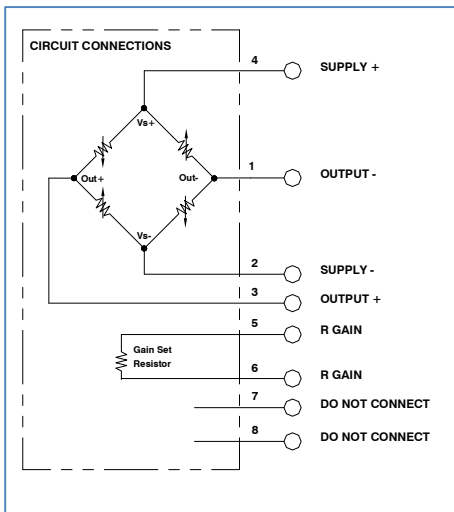 CIRCUIT CONNECTIONS
4 SUPPLY +
Vs+
1 OUTPUT -
Out+ Out-
Vs-
2 SUPPLY -
3 OUTPUT +
5 R GAIN
Gain Set
Resistor
6 R GAIN
7 DO NOT CONNECT
8 DO NOT CONNECT